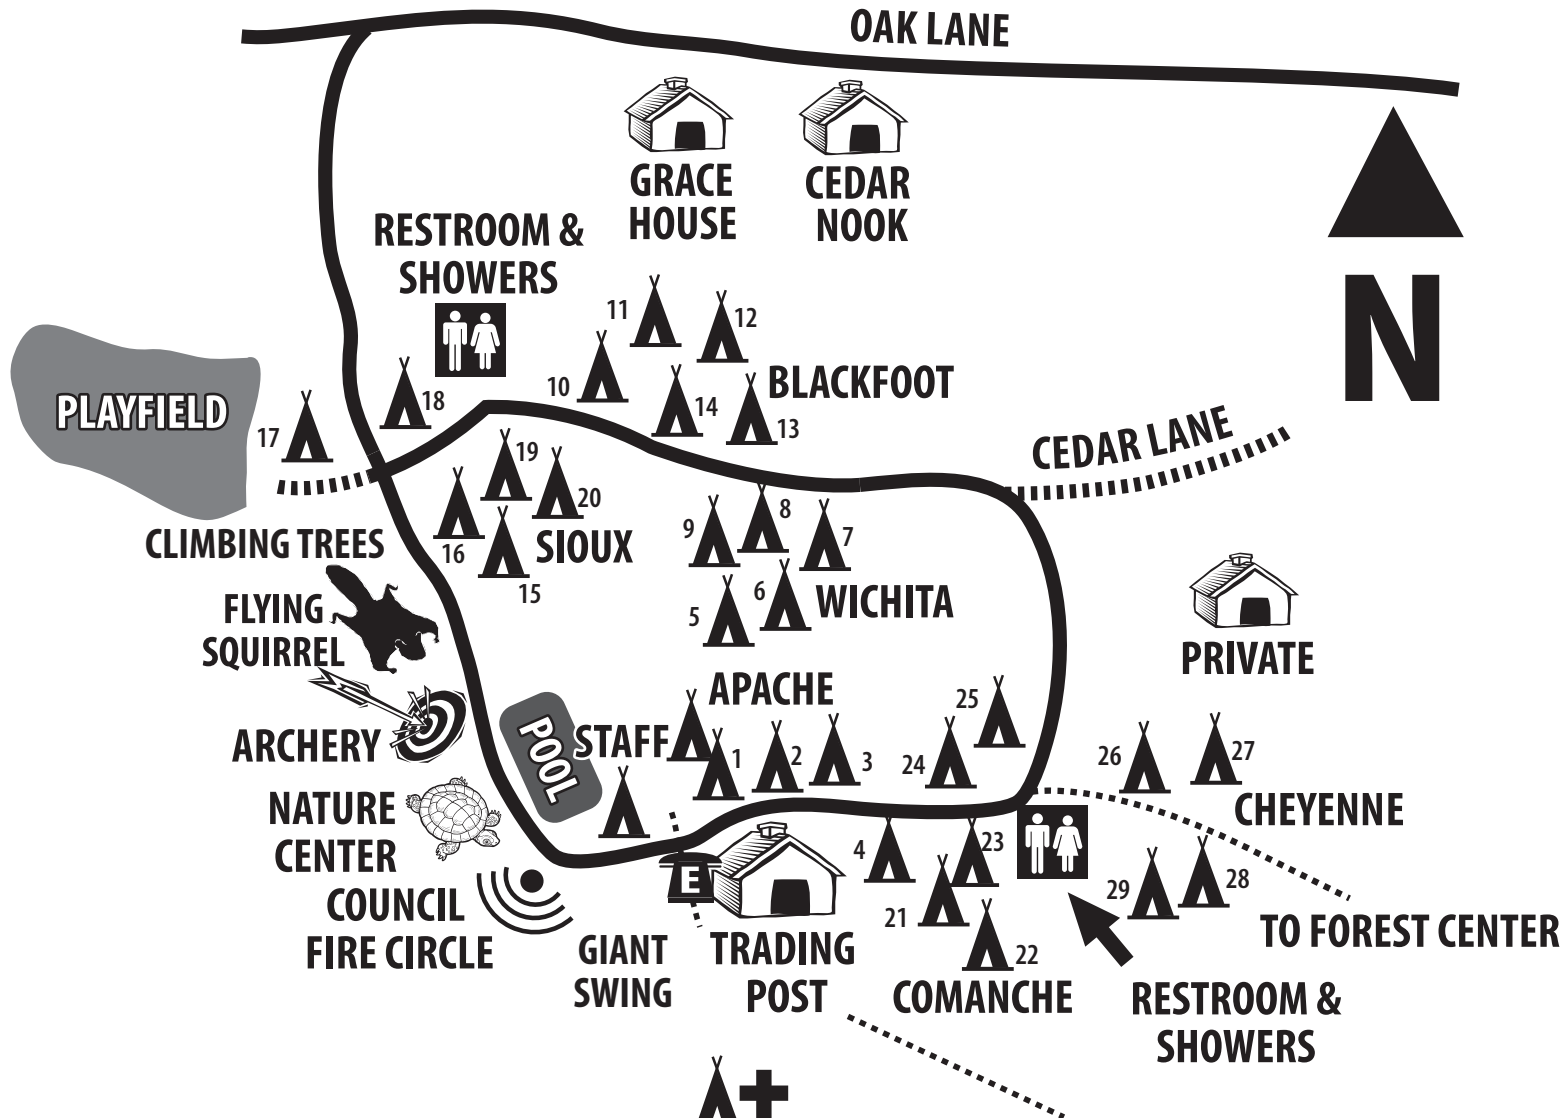 OAK LANE
GRACE
HOUSE
CEDAR
NOOK
RESTROOM &
SHOWERS
N
11
12
10
BLACKFOOT
14
13
18
PLAYFIELD
17
CEDAR LANE
19
20
16
SIOUX
15
9
8
7
6
5
WICHITA
CLIMBING TREES
FLYING
SQUIRREL
PRIVATE
ARCHERY
POOL
STAFF
APACHE
1
2
3
25
24
26
27
CHEYENNE
NATURE
CENTER
COUNCIL
FIRE CIRCLE
E
4
23
21
22
29
28
GIANT
SWING
TRADING
POST
COMANCHE
TO FOREST CENTER
RESTROOM &
SHOWERS